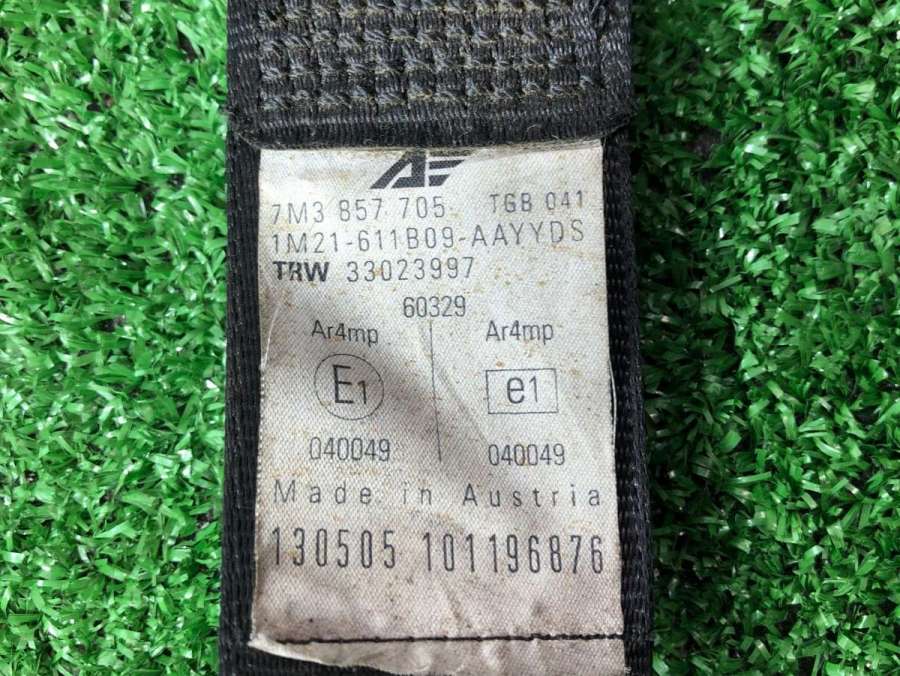 AE
7M3 857 705 TGB 041
1M21-611B09-AAYYDS
TRW 33023997
60329
Ar4mp Ar4mp
E1 e1
040049 040049
Made in Austria
130505 101196876